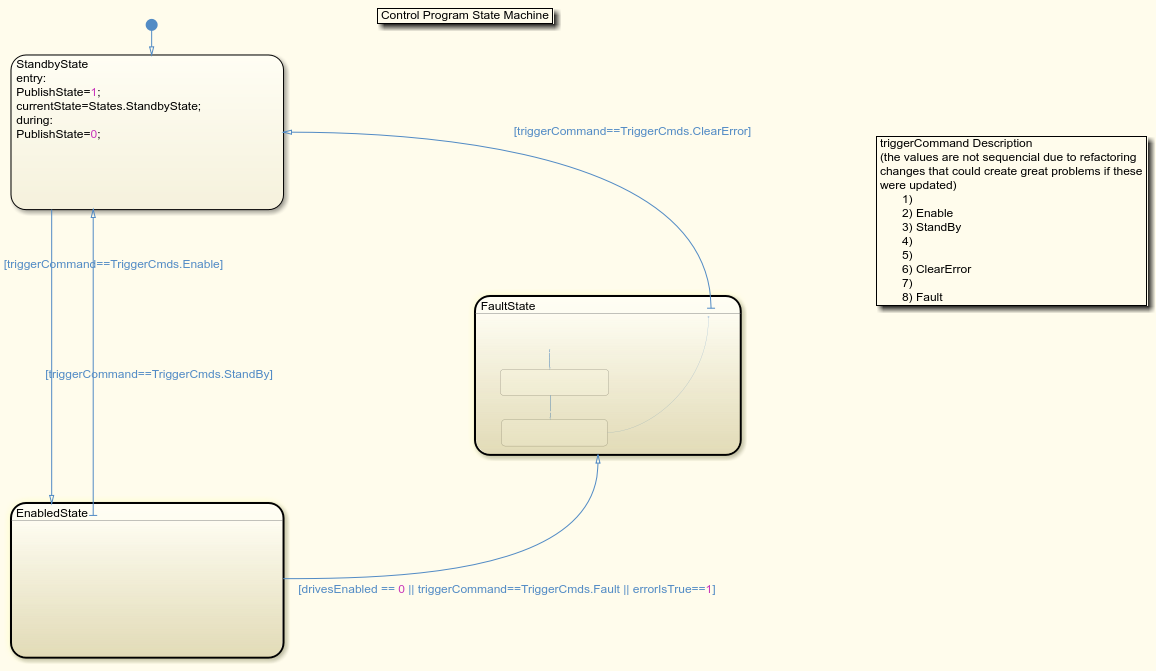 Control Program State Machine
StandbyState
entry:
PublishState=1;
currentState=States.StandbyState;
during:
PublishState=0;
[triggerCommand==TriggerCmds.ClearError]
triggerCommand Description
(the values are not sequencial due to refactoring
changes that could create great problems if these
were updated)
1)
2) Enable
3) StandBy
4)
5)
6) ClearError
7)
8) Fault
[triggerCommand==TriggerCmds.Enable]
FaultState
[triggerCommand==TriggerCmds.StandBy]
EnabledState
[drivesEnabled == 0 || triggerCommand==TriggerCmds.Fault || errorIsTrue==1]